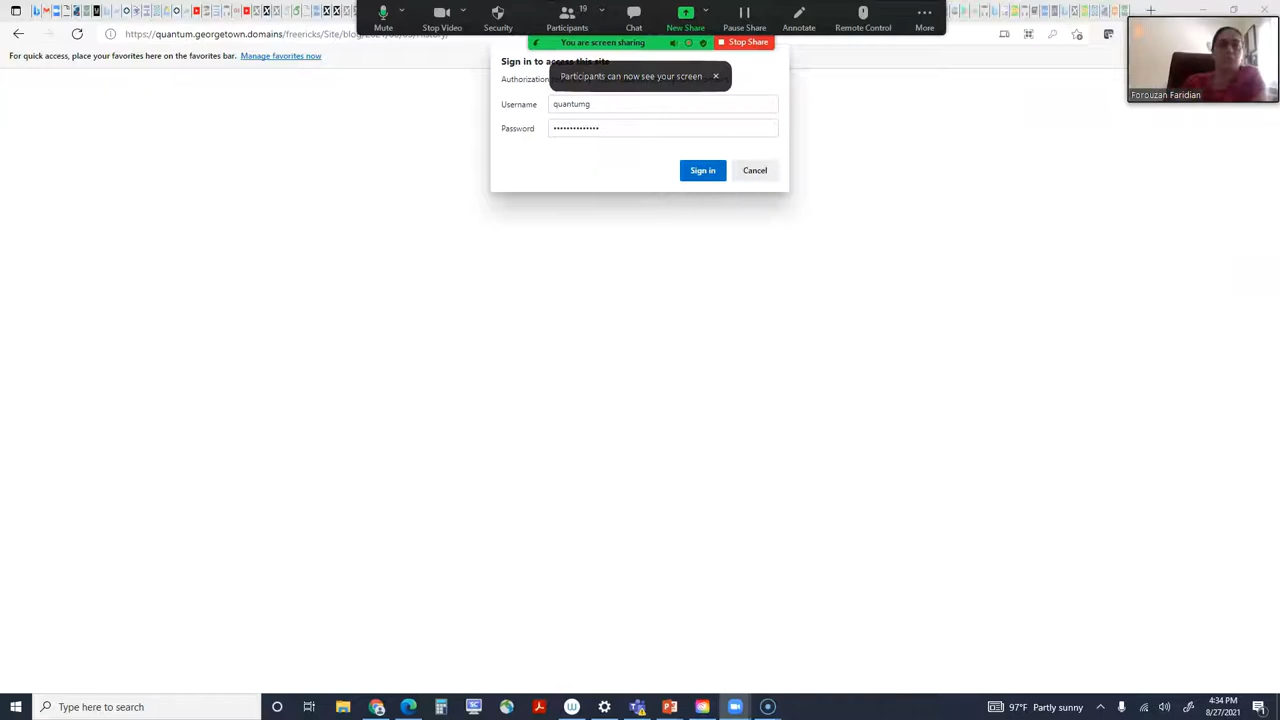 19
Mute
Stop Video
Security
Participants
Chat
New Share
Pause Share
Annotate
Remote Control
More
https://quantum.georgetown.domains/freericks/Site/blog/
You are screen sharing
Stop Share
quick access, place your favorites here on the favorites bar. Manage favorites now
Sign in to access this site
Participants can now see your screen
Authorization
Username
quantumg
Password
••••••••••••••
Sign in
Cancel
Forouzan Faridian
Type here to search
97°F Partly sunny
4:34 PM
8/27/2021